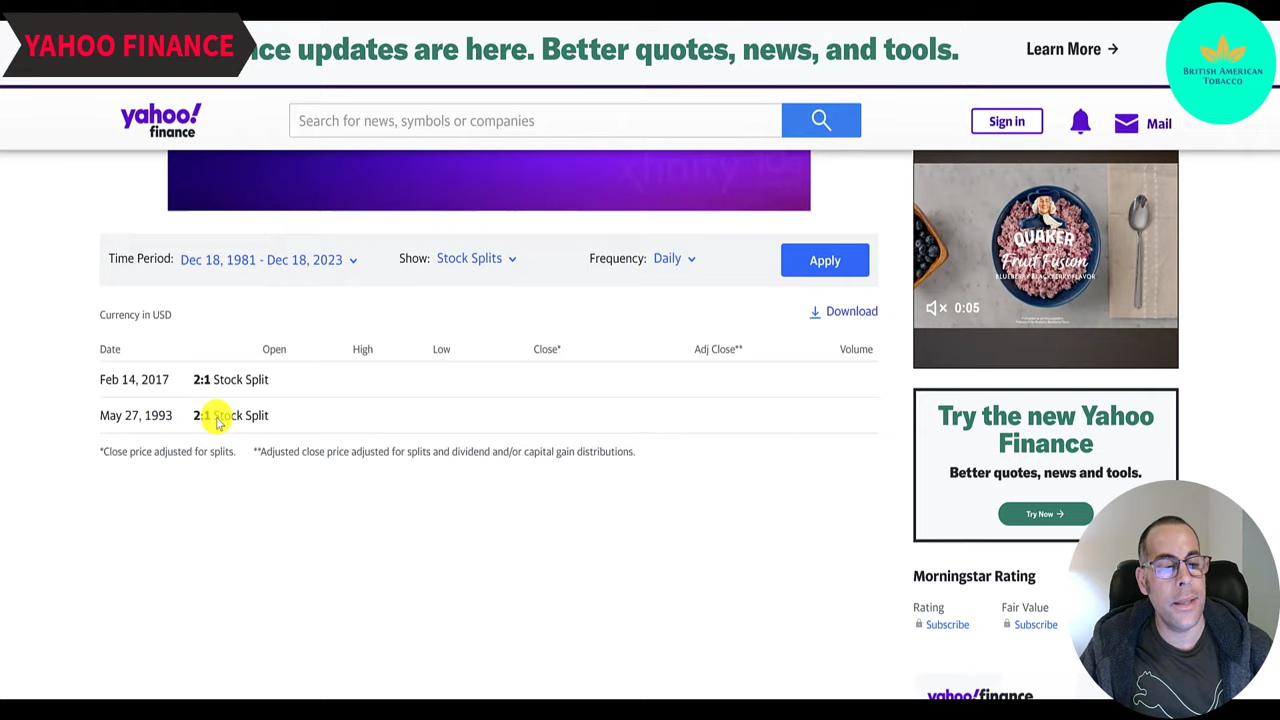 YAHOO FINANCE
nce updates are here. Better quotes, news, and tools.
Learn More →
BRITISH AMERICAN
TOBACCO
yahoo!
finance
Search for news, symbols or companies
Sign in
Mail
xfinity
QUAKER
Fruit Fusion
BLUEBERRY BLACKBERRY FLAVOR
0:05
Time Period: Dec 18, 1981 - Dec 18, 2023
Show: Stock Splits
Frequency: Daily
Apply
Currency in USD
Download
Date Open High Low Close* Adj Close** Volume
Feb 14, 2017 2:1 Stock Split
May 27, 1993 2:1 Stock Split
*Close price adjusted for splits. **Adjusted close price adjusted for splits and dividend and/or capital gain distributions.
Try the new Yahoo
Finance
Better quotes, news and tools.
Try Now →
Morningstar Rating
Rating Fair Value
Subscribe Subscribe
yahoo!finance